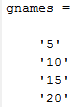 gnames =
'5'
'10'
'15'
'20'